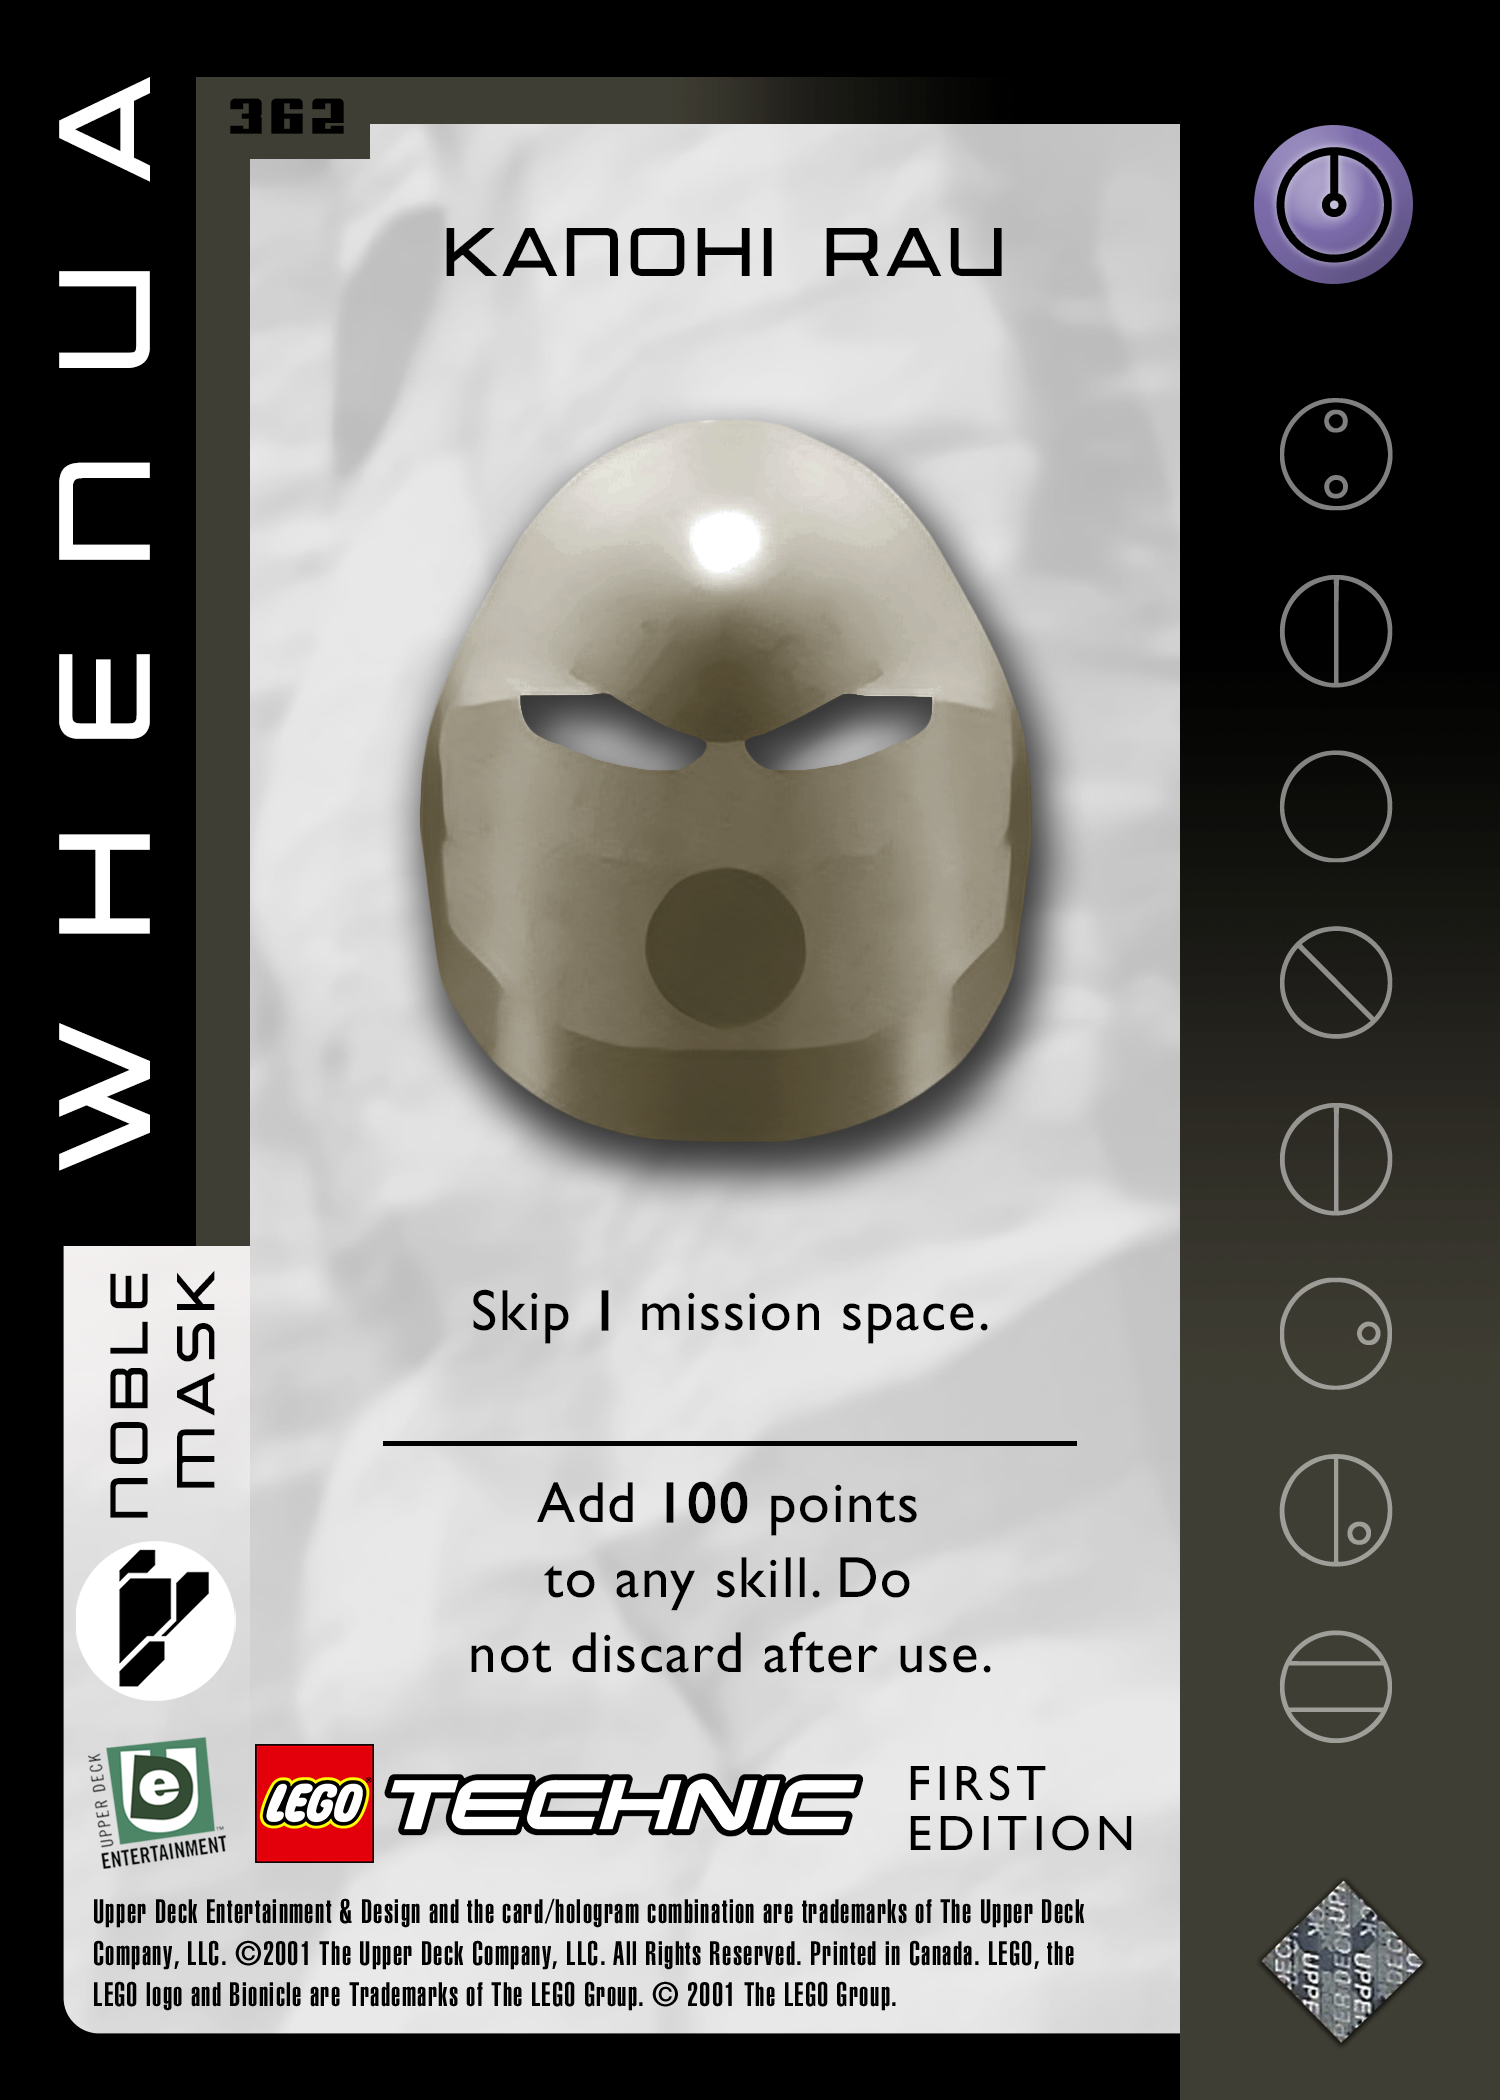 WHENUA
362
KANOHI RAU
Skip 1 mission space.
Add 100 points
to any skill. Do
not discard after use.
NOBLE
MASK
UPPER DECK
ENTERTAINMENT
LEGO TECHNIC
FIRST
EDITION
Upper Deck Entertainment & Design and the card/hologram combination are trademarks of The Upper Deck
Company, LLC. ©2001 The Upper Deck Company, LLC. All Rights Reserved. Printed in Canada. LEGO, the
LEGO logo and Bionicle are Trademarks of The LEGO Group. © 2001 The LEGO Group.